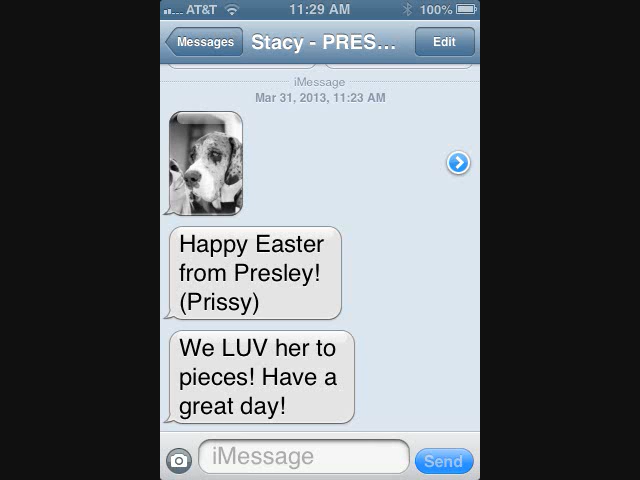 AT&T 11:29 AM 100%
Messages Stacy - PRES... Edit
iMessage
Mar 31, 2013, 11:23 AM
Happy Easter
from Presley!
(Prissy)
We LUV her to
pieces! Have a
great day!
iMessage Send